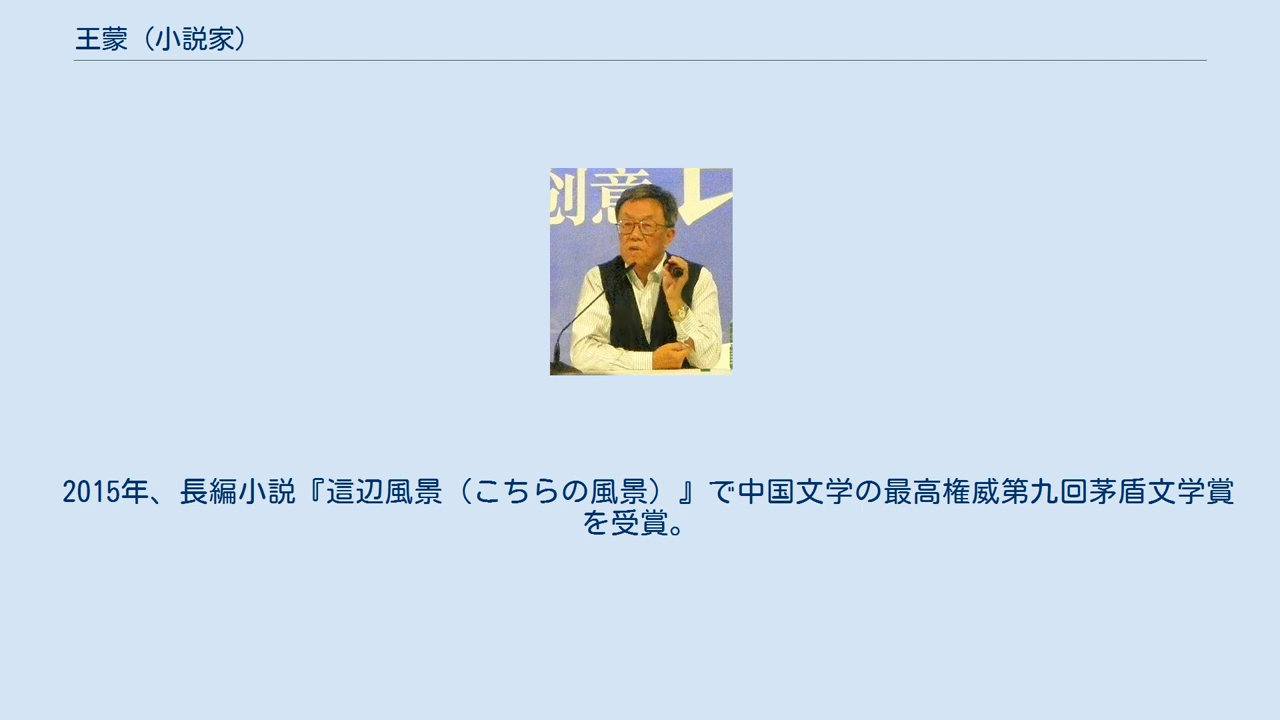 王蒙（小説家）
创意
2015年、長編小説『這辺風景（こちらの風景）』で中国文学の最高権威第九回茅盾文学賞
を受賞。